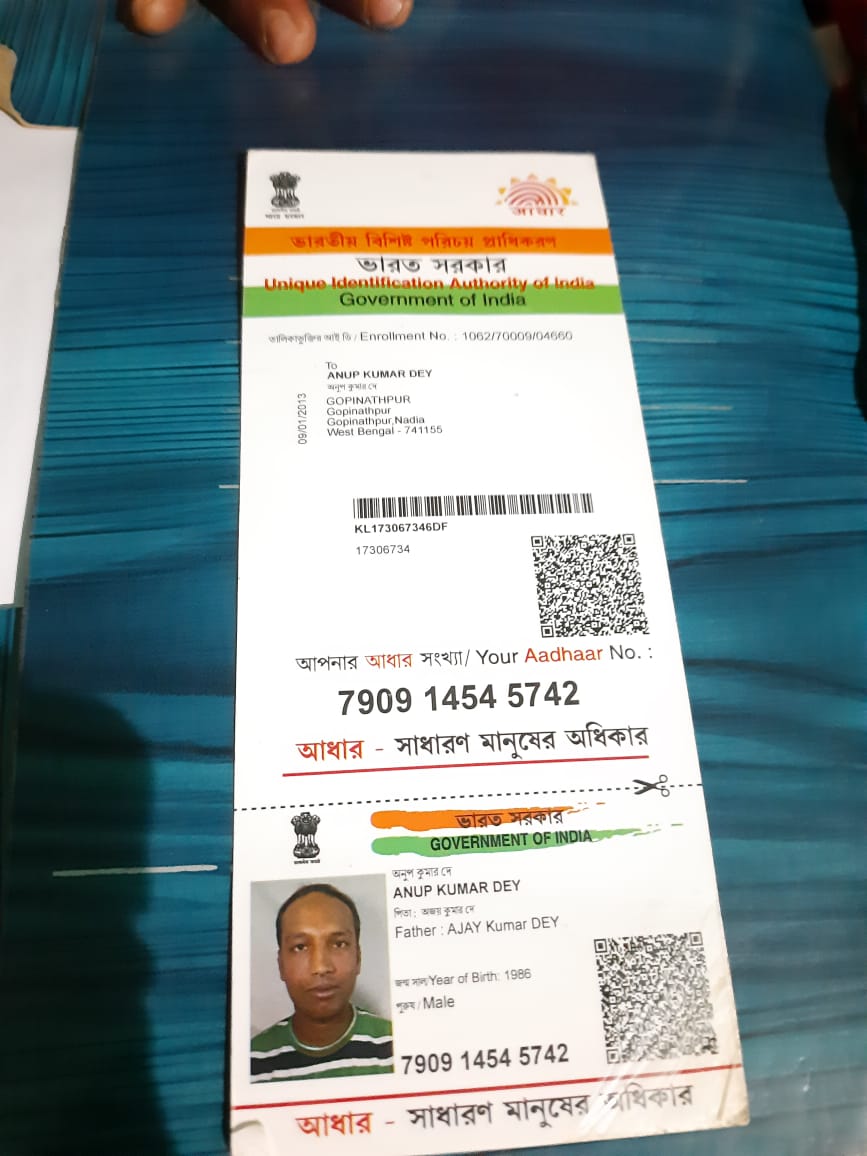 आधार
ভারতীয় বিশিষ্ট পরিচয় প্রাধিকরণ
ভারত সরকার
Unique Identification Authority of India
Government of India
তালিকাভুক্তির আই ডি / Enrollment No. : 1062/70009/04660
To
ANUP KUMAR DEY
অনুপ কুমার দে
GOPINATHPUR
Gopinathpur
Gopinathpur,Nadia
West Bengal - 741155
09/01/2013
KL173067346DF
17306734
আপনার আধার সংখ্যা/ Your Aadhaar No. :
7909 1454 5742
আধার - সাধারণ মানুষের অধিকার
ভারত সরকার
GOVERNMENT OF INDIA
অনুপ কুমার দে
ANUP KUMAR DEY
পিতা : অজয় কুমার দে
Father : AJAY Kumar DEY
জন্ম সাল/Year of Birth: 1986
পুরুষ / Male
7909 1454 5742
আধার - সাধারণ মানুষের অধিকার